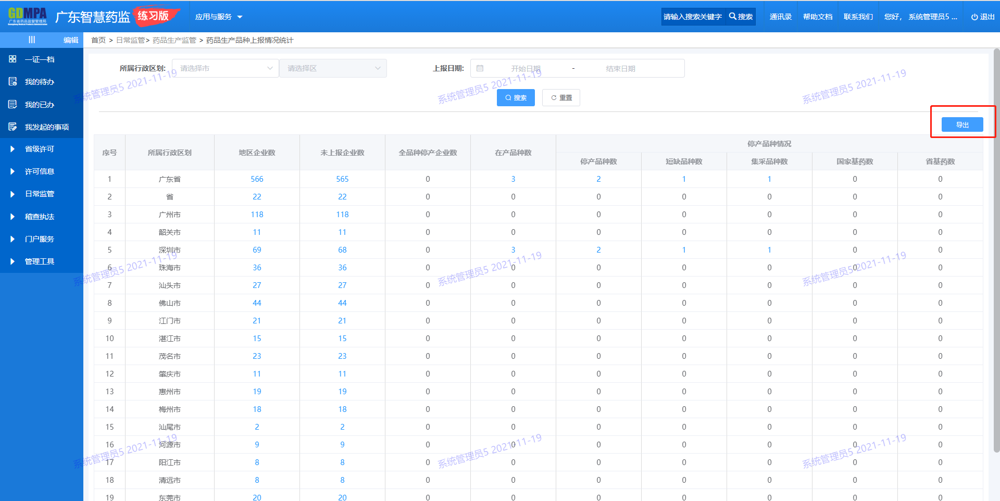 GDMPA
广东省药品监督管理局
Guangdong Medical Products Administration
广东智慧药监
练习版
应用与服务
请输入搜索关键字 搜索
通讯录 帮助文档 联系我们 您好， 系统管理员5 ... 退出
编辑
首页 > 日常监管> 药品生产监管 > 药品生产品种上报情况统计
一证一档
我的待办
我的已办
我发起的事项
省级许可
许可信息
日常监管
稽查执法
门户服务
管理工具
所属行政区划: 请选择市 请选择区 上报日期: 开始日期 - 结束日期
搜索 重置
导出
序号 所属行政区划 地区企业数 未上报企业数 全品种停产企业数 在产品种数 停产品种情况
停产品种数 短缺品种数 集采品种数 国家基药数 省基药数
1 广东省 566 565 0 3 2 1 1 0 0
2 省 22 22 0 0 0 0 0 0 0
3 广州市 118 118 0 0 0 0 0 0 0
4 韶关市 11 11 0 0 0 0 0 0 0
5 深圳市 69 68 0 3 2 1 1 0 0
6 珠海市 36 36 0 0 0 0 0 0 0
7 汕头市 27 27 0 0 0 0 0 0 0
8 佛山市 44 44 0 0 0 0 0 0 0
9 江门市 21 21 0 0 0 0 0 0 0
10 湛江市 15 15 0 0 0 0 0 0 0
11 茂名市 23 23 0 0 0 0 0 0 0
12 肇庆市 11 11 0 0 0 0 0 0 0
13 惠州市 19 19 0 0 0 0 0 0 0
14 梅州市 18 18 0 0 0 0 0 0 0
15 汕尾市 2 2 0 0 0 0 0 0 0
16 河源市 9 9 0 0 0 0 0 0 0
17 阳江市 8 8 0 0 0 0 0 0 0
18 清远市 8 8 0 0 0 0 0 0 0
19 东莞市 20 20 0 0 0 0 0 0 0
系统管理员5 2021-11-19
系统管理员5 2021-11-19
系统管理员5 2021-11-19
系统管理员5 2021-11-19
系统管理员5 2021-11-19
系统管理员5 2021-11-19
系统管理员5 2021-11-19
系统管理员5 2021-11-19
系统管理员5 2021-11-19